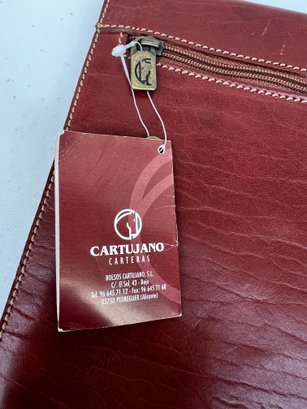 CARTUJANO
CARTERAS
BOLSOS CARTUJANO, S.L.
C/. El Sol, 43 - Bajo
Tel. 96 645 71 12 - Fax: 96 645 71 68
03750 PEDREGUER (Alicante)